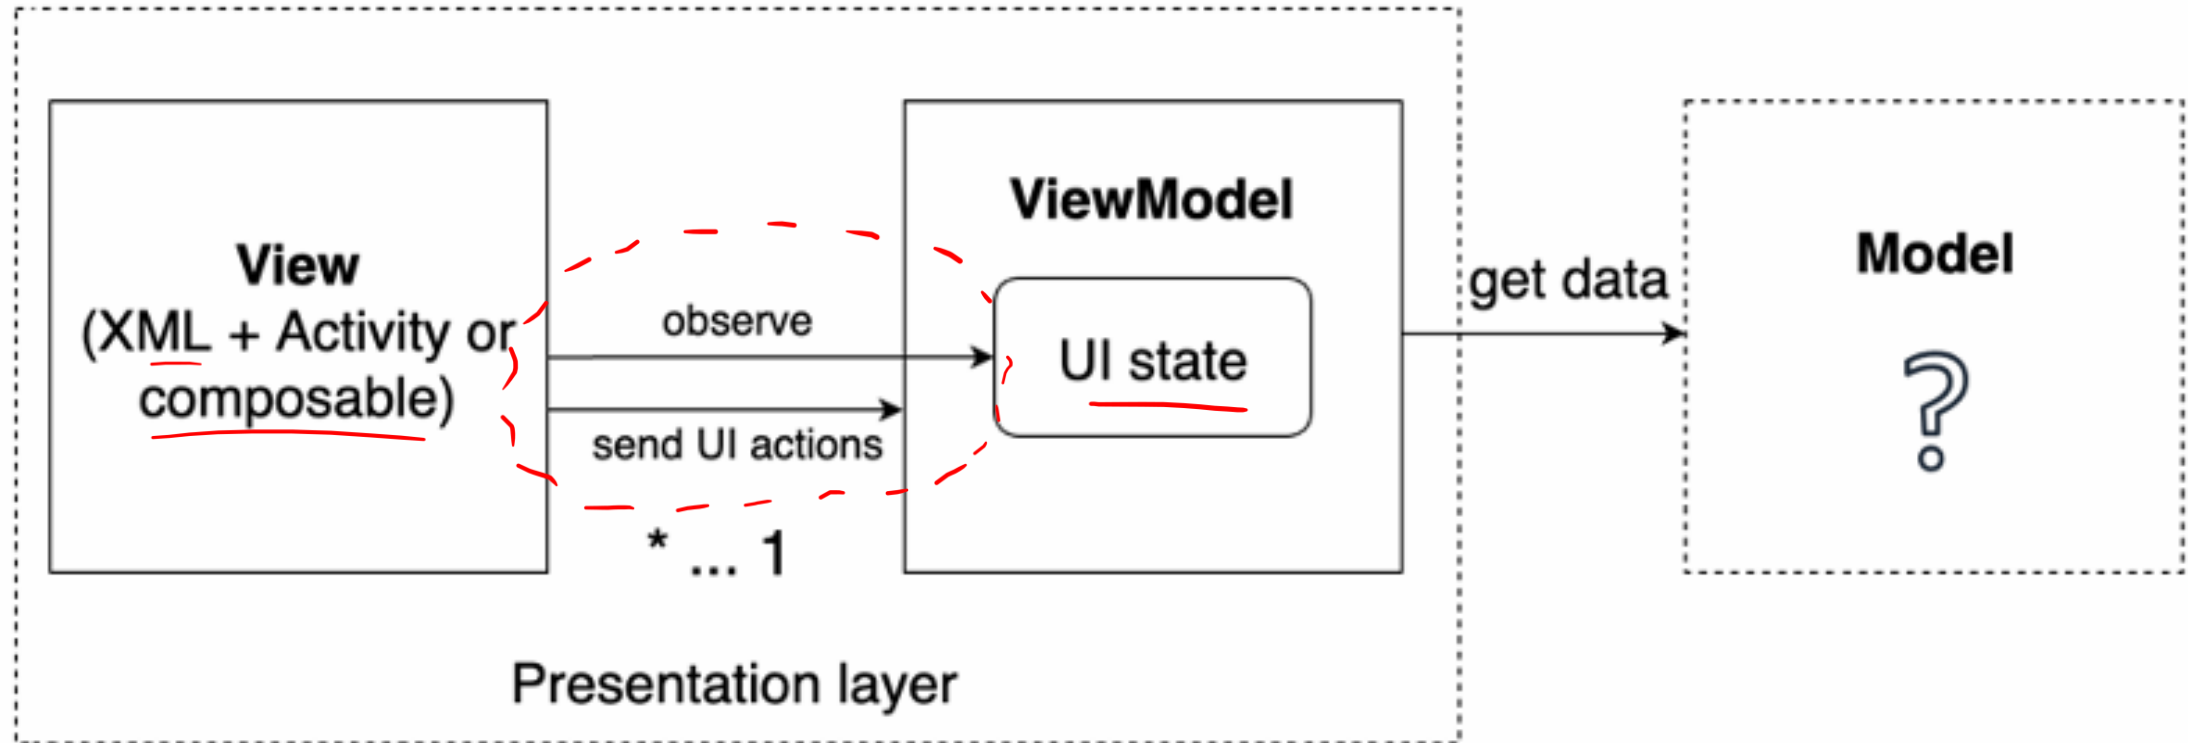 View
(XML + Activity or
composable)
observe
send UI actions
* ... 1
ViewModel
UI state
get data
Model
?
Presentation layer